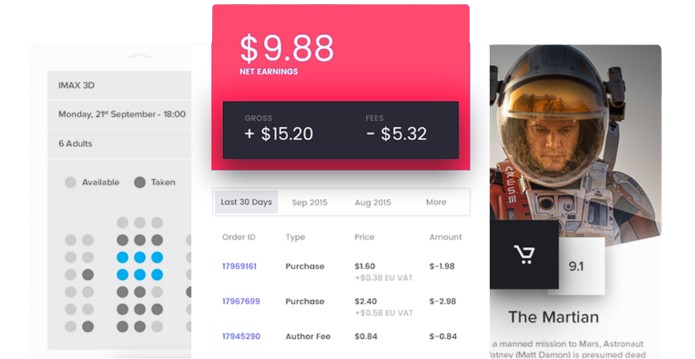 IMAX 3D
Monday, 21st September - 18:00
6 Adults
Available Taken
$9.88
NET EARNINGS
GROSS FEES
+ $15.20 - $5.32
Last 30 Days Sep 2015 Aug 2015 More
Order ID Type Price Amount
17969161 Purchase $1.60 $-1.98
+$0.38 EU VAT
17967699 Purchase $2.40 $-2.98
+$0.58 EU VAT
17945290 Author Fee $0.84 $-0.84
ARES
9.1
The Martian
a manned mission to Mars, Astronaut
Watney (Matt Damon) is presumed dead